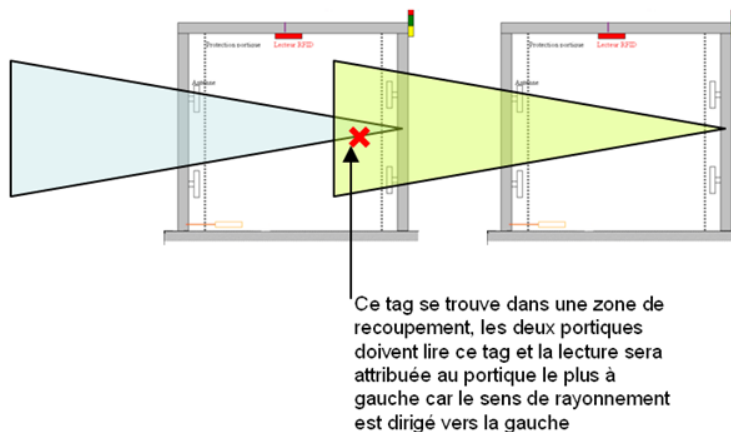 Protection portique Lecteur RFID
Protection portique Lecteur RFID
Antenne
Antenne
Ce tag se trouve dans une zone de
recoupement, les deux portiques
doivent lire ce tag et la lecture sera
attribuée au portique le plus à
gauche car le sens de rayonnement
est dirigé vers la gauche